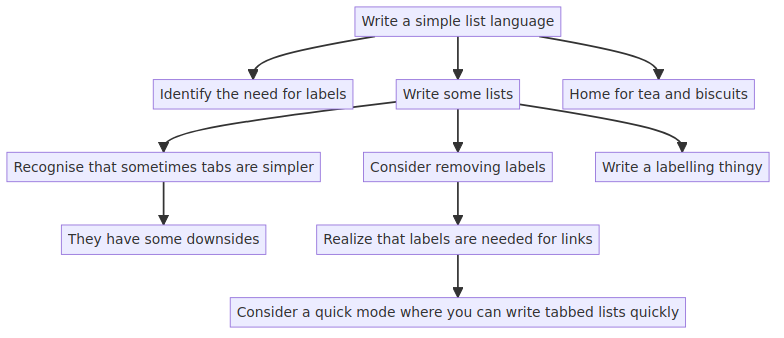 Write a simple list language
Identify the need for labels
Write some lists
Home for tea and biscuits
Recognise that sometimes tabs are simpler
Consider removing labels
Write a labelling thingy
They have some downsides
Realize that labels are needed for links
Consider a quick mode where you can write tabbed lists quickly